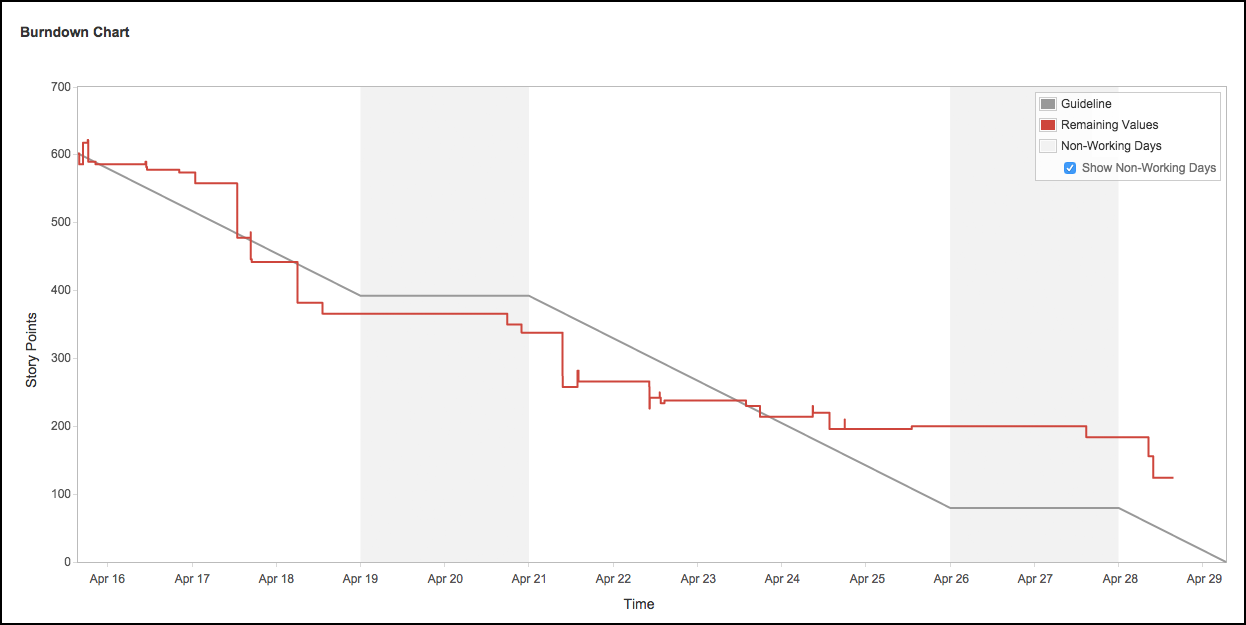 Burndown Chart
700
600
500
400
300
200
100
0
Story Points
Guideline
Remaining Values
Non-Working Days
Show Non-Working Days
Apr 16 Apr 17 Apr 18 Apr 19 Apr 20 Apr 21 Apr 22 Apr 23 Apr 24 Apr 25 Apr 26 Apr 27 Apr 28 Apr 29
Time